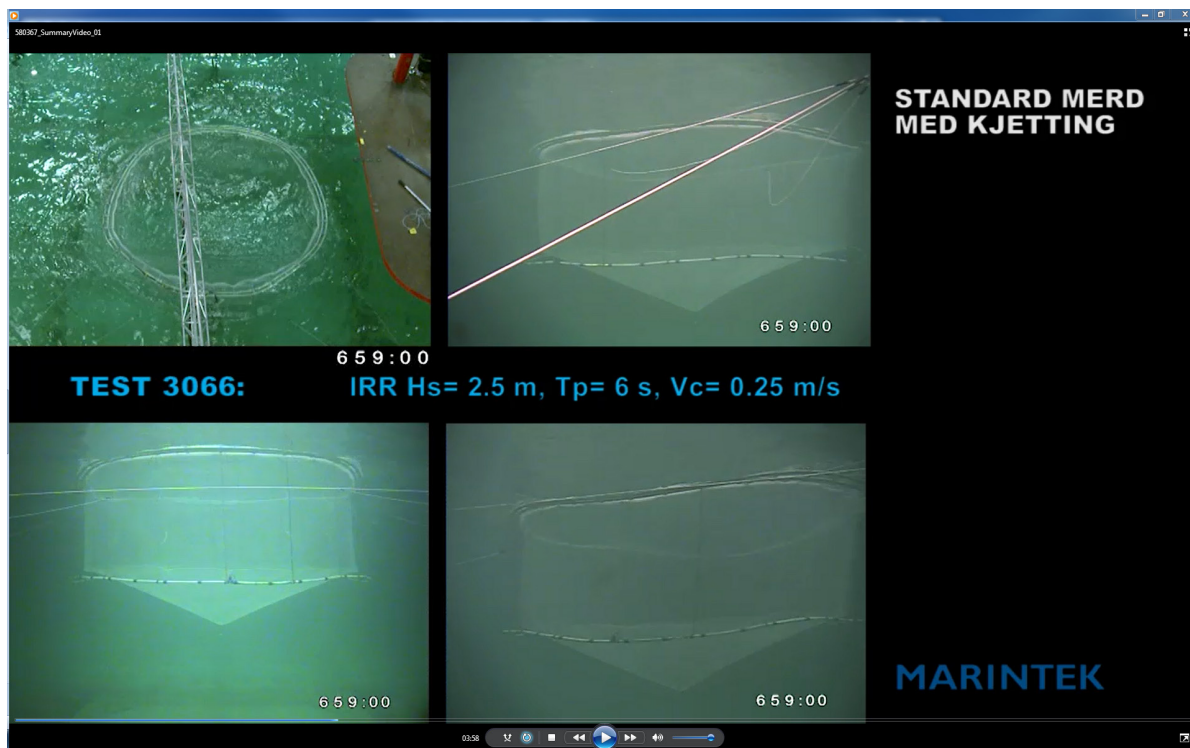 580367_SummaryVideo_01
STANDARD MERD
MED KJETTING
659:00
659:00
TEST 3066: IRR Hs= 2.5 m, Tp= 6 s, Vc= 0.25 m/s
659:00
659:00
MARINTEK
03:58